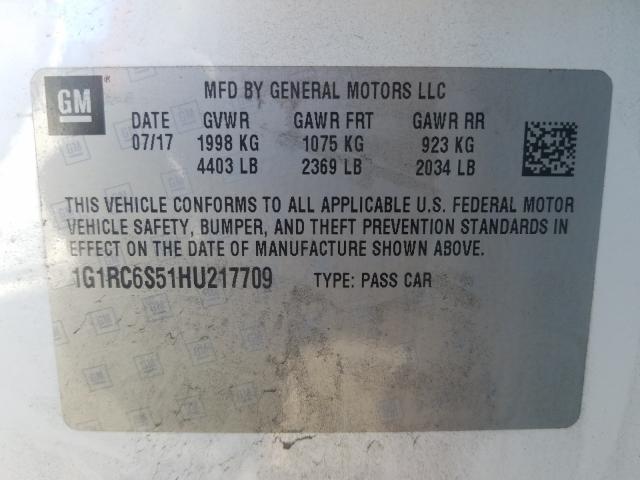 GM ® MFD BY GENERAL MOTORS LLC
DATE GVWR GAWR FRT GAWR RR
07/17 1998 KG 1075 KG 923 KG
4403 LB 2369 LB 2034 LB
THIS VEHICLE CONFORMS TO ALL APPLICABLE U.S. FEDERAL MOTOR
VEHICLE SAFETY, BUMPER, AND THEFT PREVENTION STANDARDS IN
EFFECT ON THE DATE OF MANUFACTURE SHOWN ABOVE.
1G1RC6S51HU217709 TYPE: PASS CAR